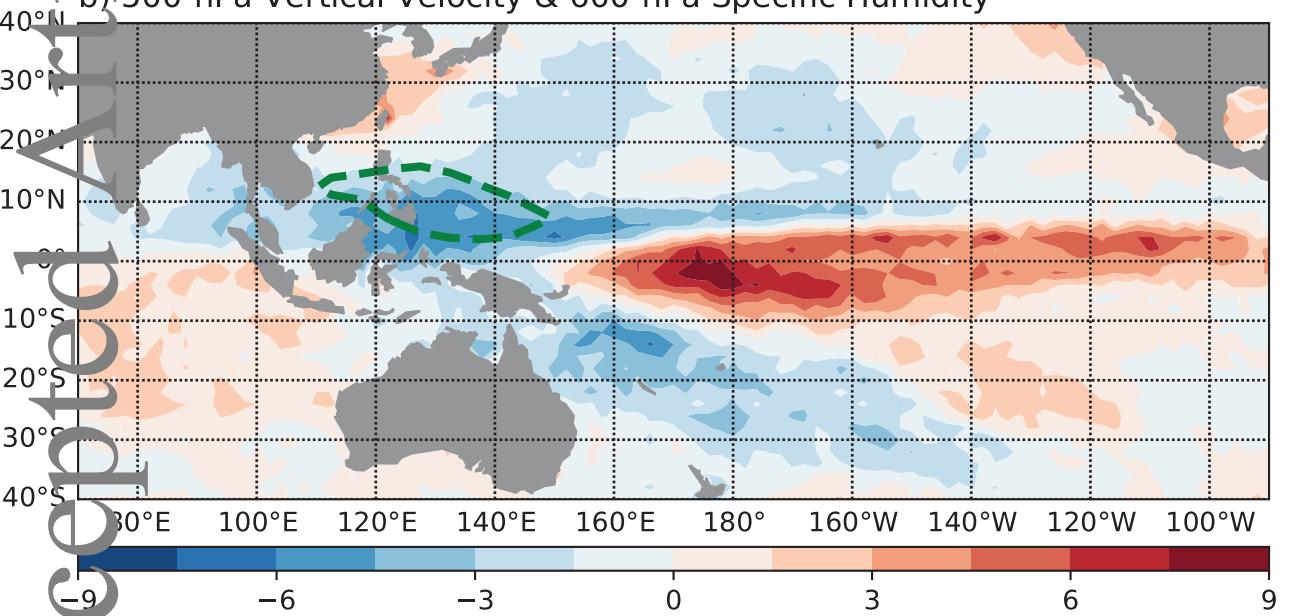 b) 500 hPa Vertical Velocity & 600 hPa Specific Humidity
40°N
30°N
20°N
10°N
0°
10°S
20°S
30°S
40°S
80°E 100°E 120°E 140°E 160°E 180° 160°W 140°W 120°W 100°W
−9 −6 −3 0 3 6 9
epted Art